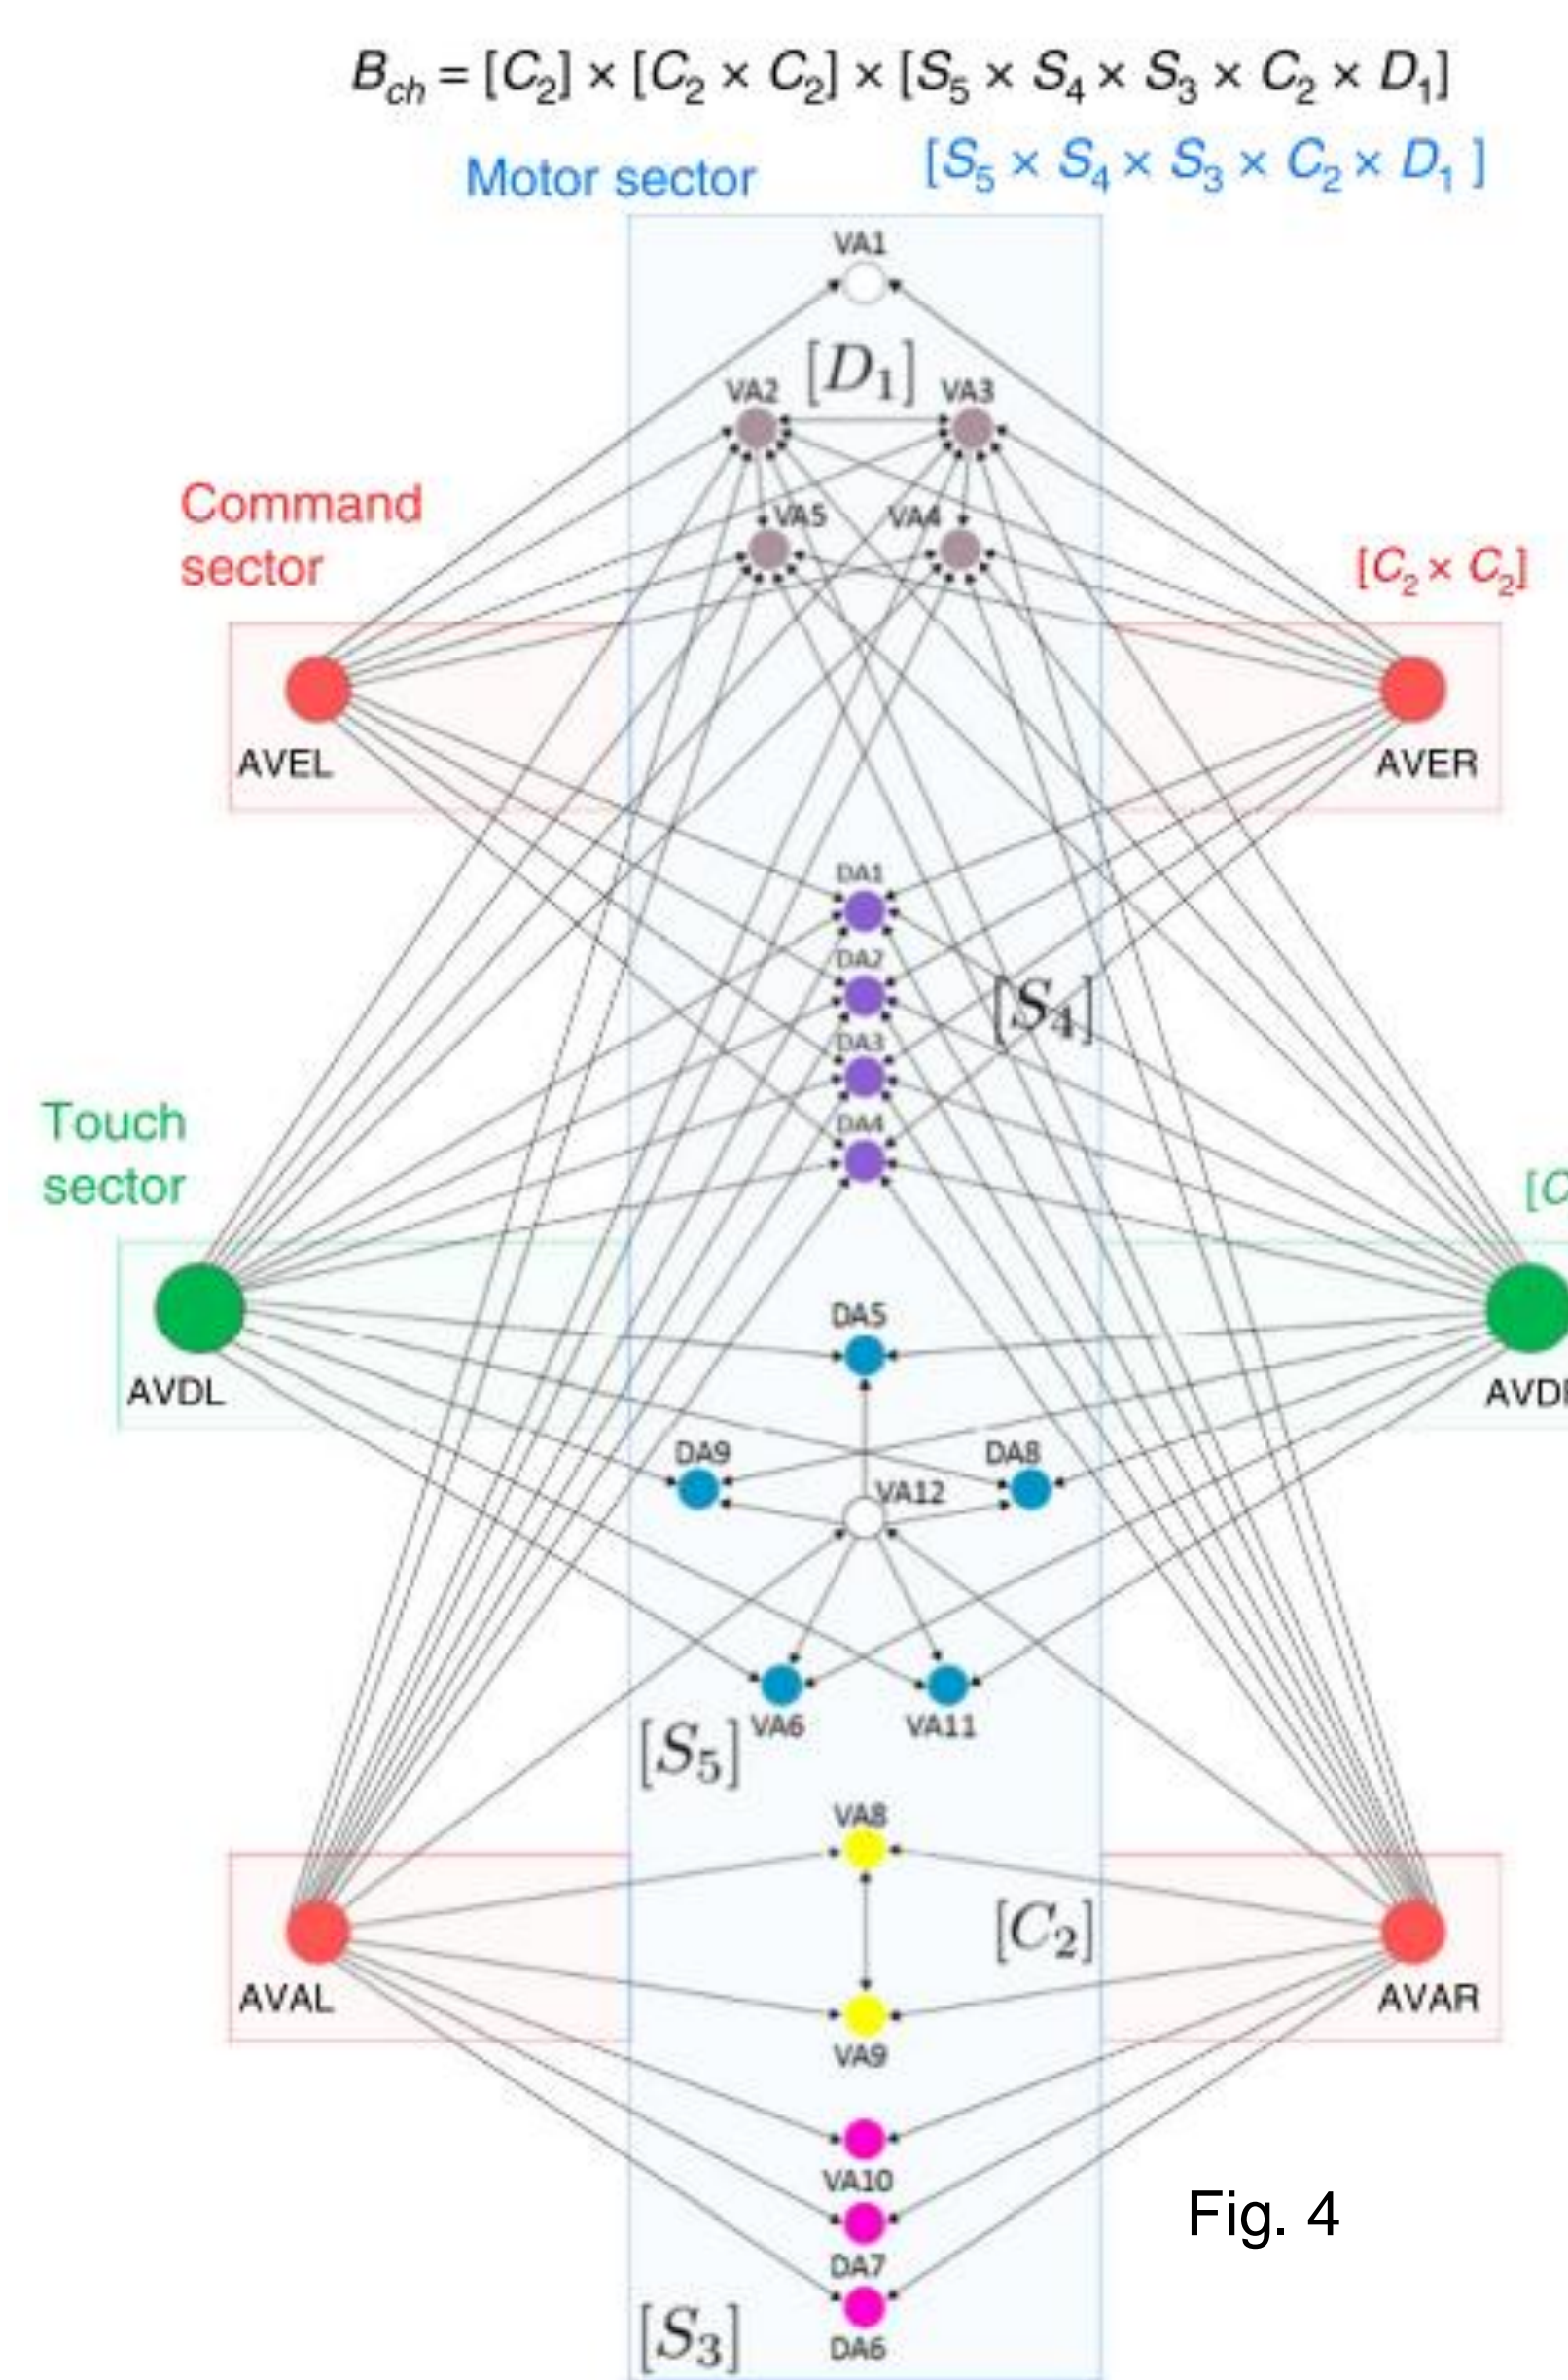 B_ch = [C_2] × [C_2 × C_2] × [S_5 × S_4 × S_3 × C_2 × D_1]
Motor sector
[S_5 × S_4 × S_3 × C_2 × D_1 ]
VA1
[D_1]
VA2
VA3
Command
sector
VA5
VA4
[C_2 × C_2]
AVEL
AVER
DA1
DA2
[S_4]
DA3
DA4
Touch
sector
[C
DA5
AVDL
AVD
DA9
DA8
VA12
VA6
VA11
[S_5]
VA8
[C_2]
AVAL
AVAR
VA9
VA10
Fig. 4
DA7
[S_3]
DA6